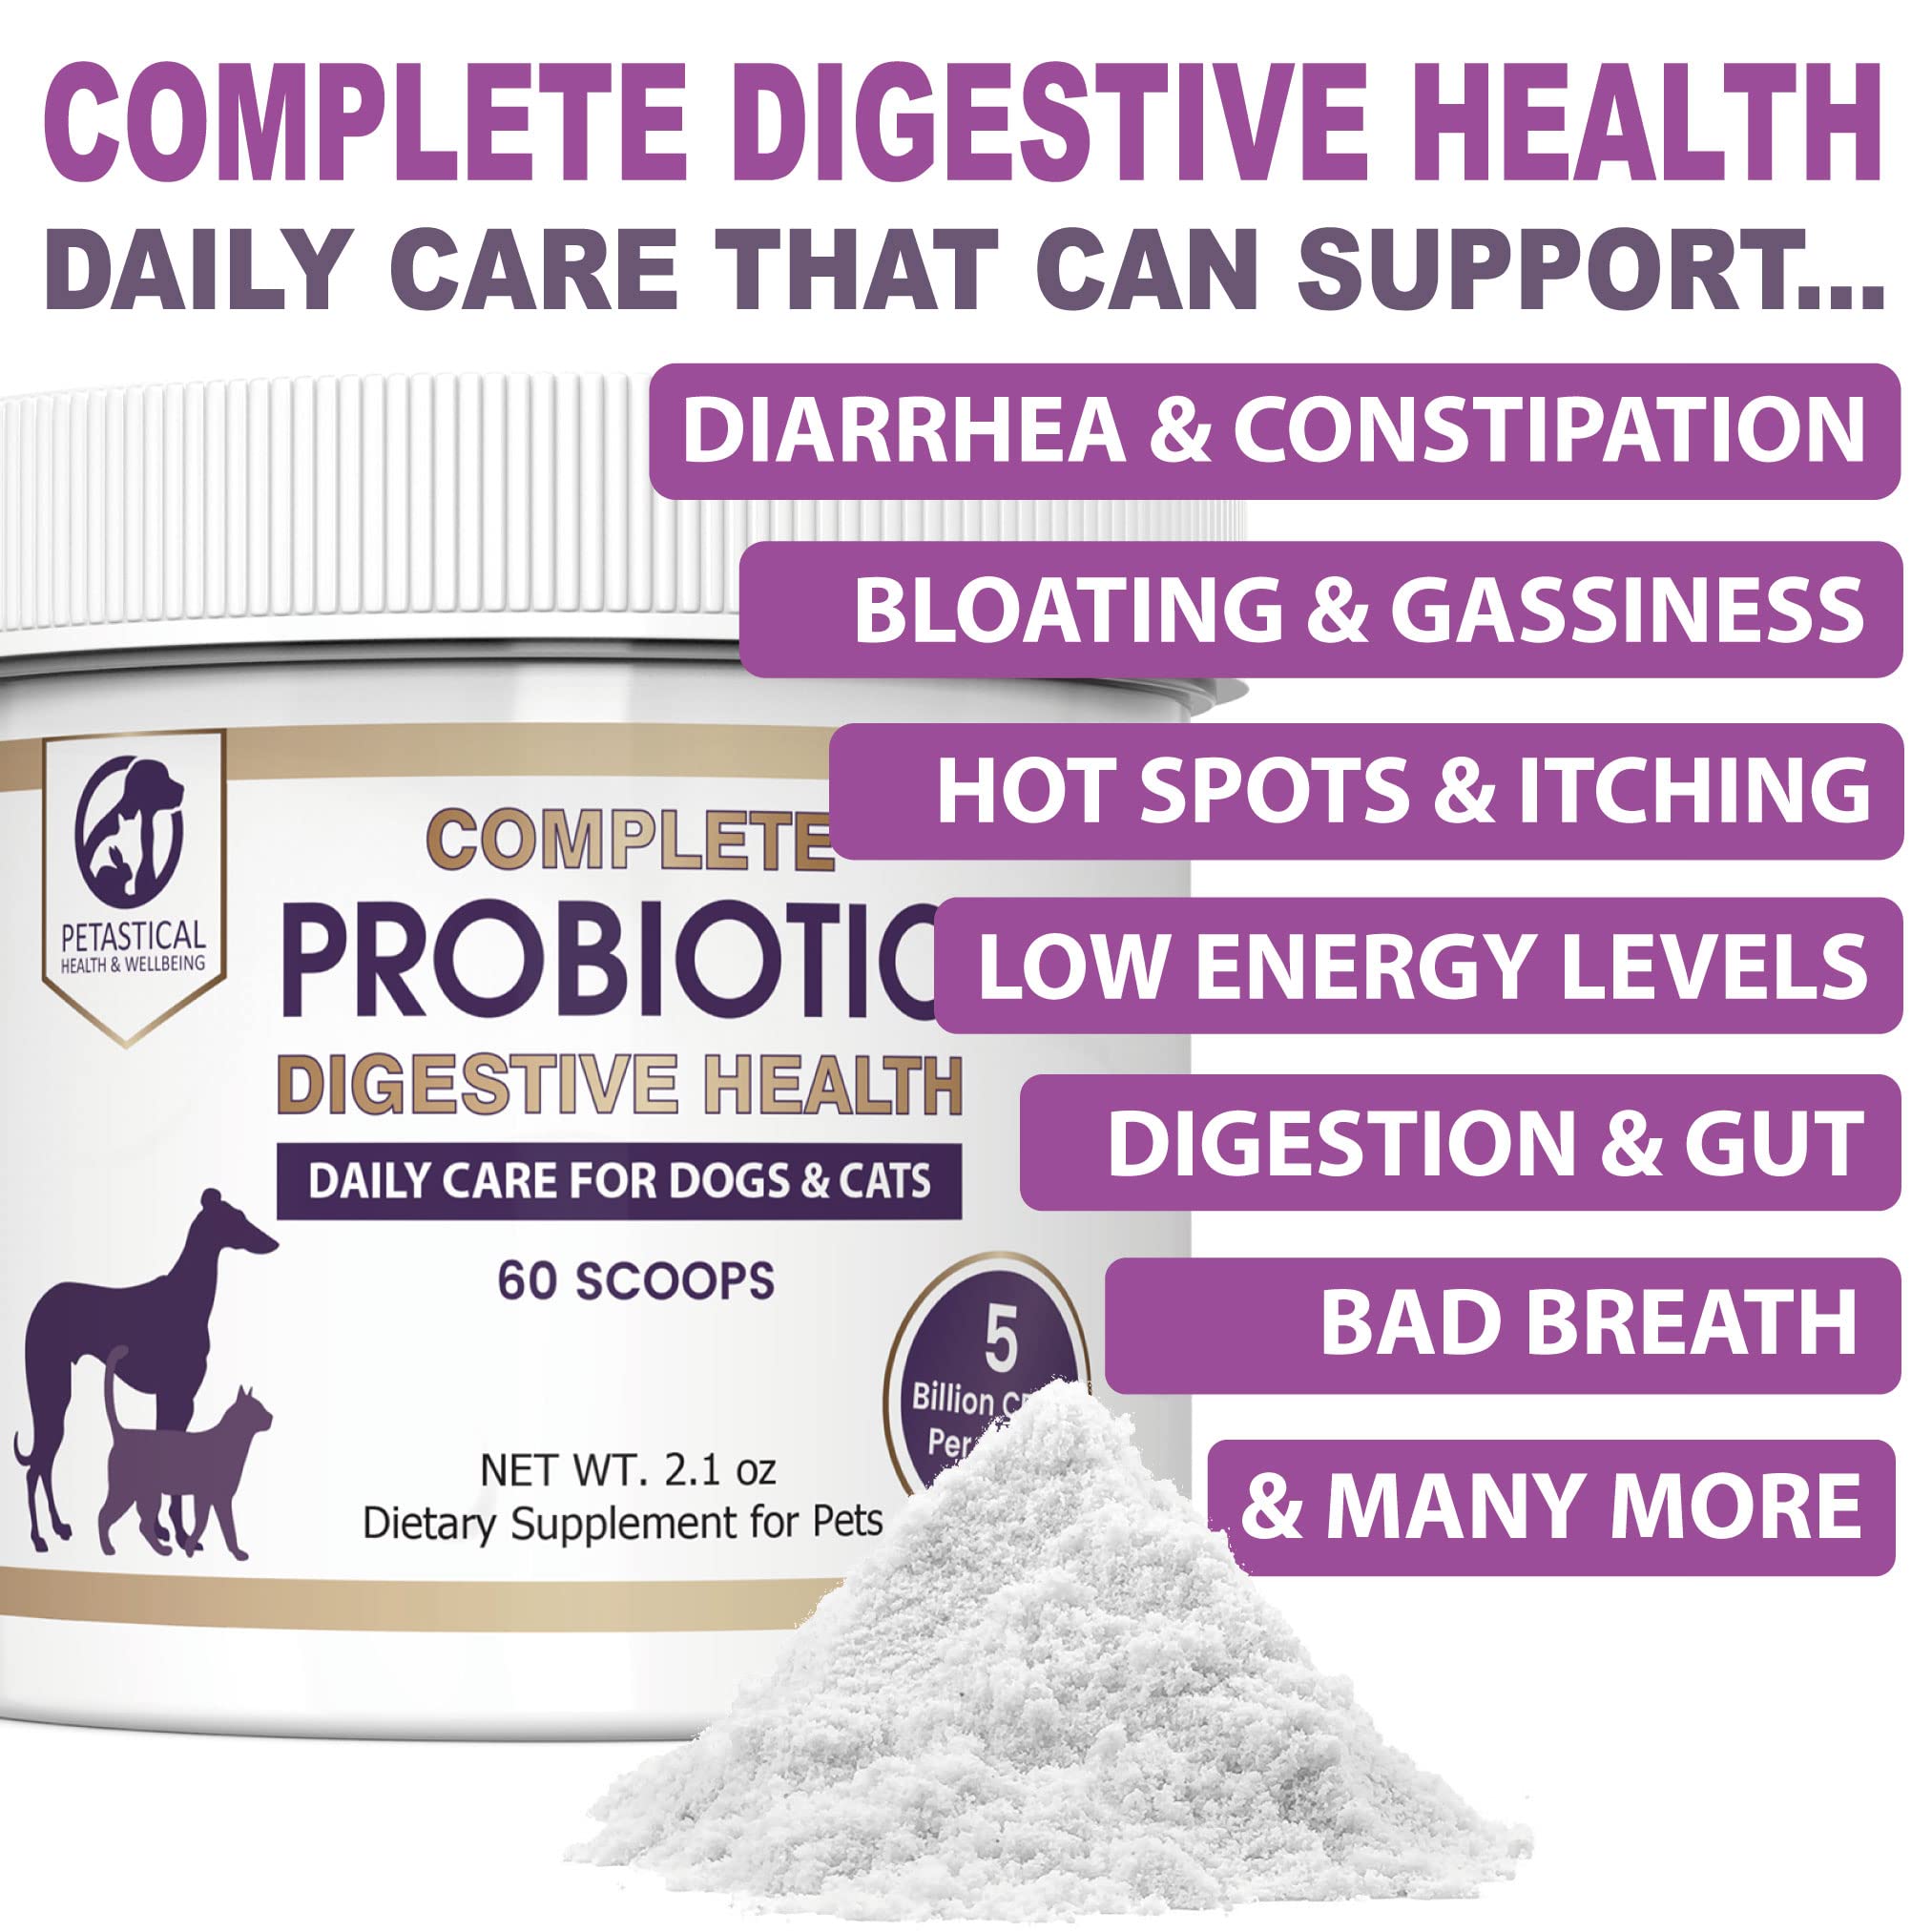 COMPLETE DIGESTIVE HEALTH
DAILY CARE THAT CAN SUPPORT...
DIARRHEA & CONSTIPATION
BLOATING & GASSINESS
HOT SPOTS & ITCHING
LOW ENERGY LEVELS
DIGESTION & GUT
BAD BREATH
& MANY MORE
PETASTICAL
HEALTH & WELLBEING
COMPLETE
PROBIOTIC
DIGESTIVE HEALTH
DAILY CARE FOR DOGS & CATS
60 SCOOPS
5
Billion
Per
NET WT. 2.1 oz
Dietary Supplement for Pets